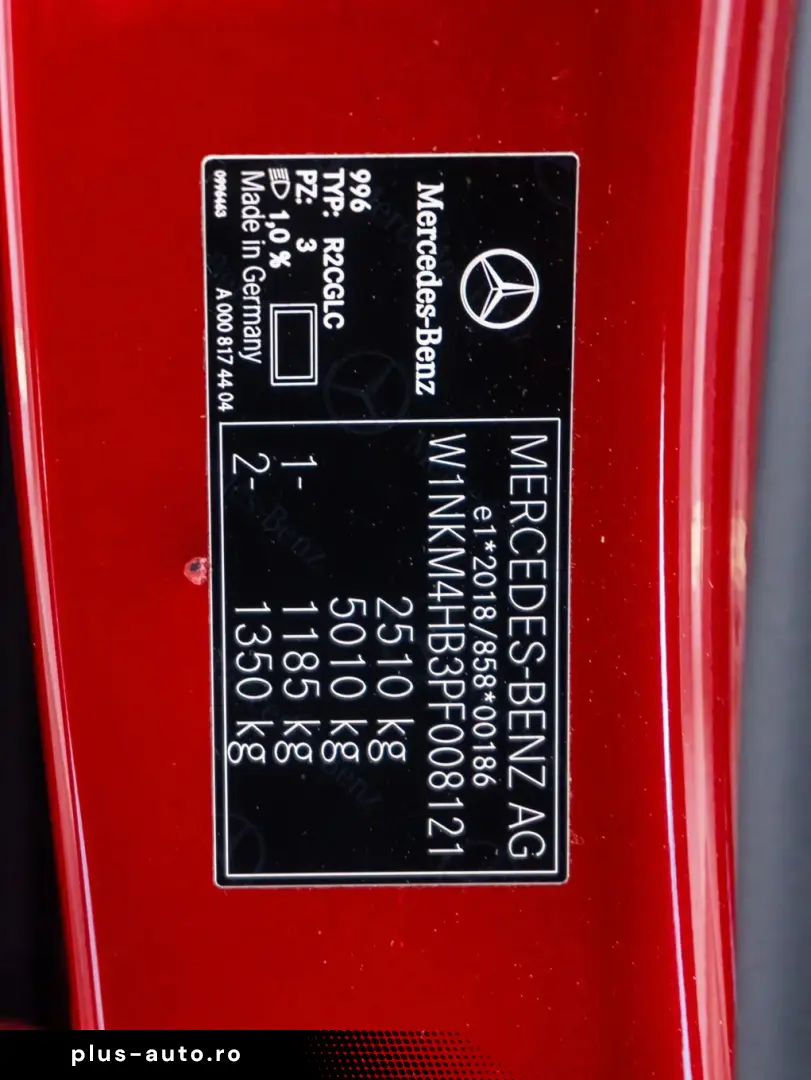 Mercedes-Benz
996
TYP: R2CGLC
PZ: 3
1,0 %
Made in Germany
0996463 A 000 817 44 04
MERCEDES-BENZ AG
e1*2018/858*00186
W1NKM4HB3PF008121
2510 kg
5010 kg
1- 1185 kg
2- 1350 kg
plus-auto.ro